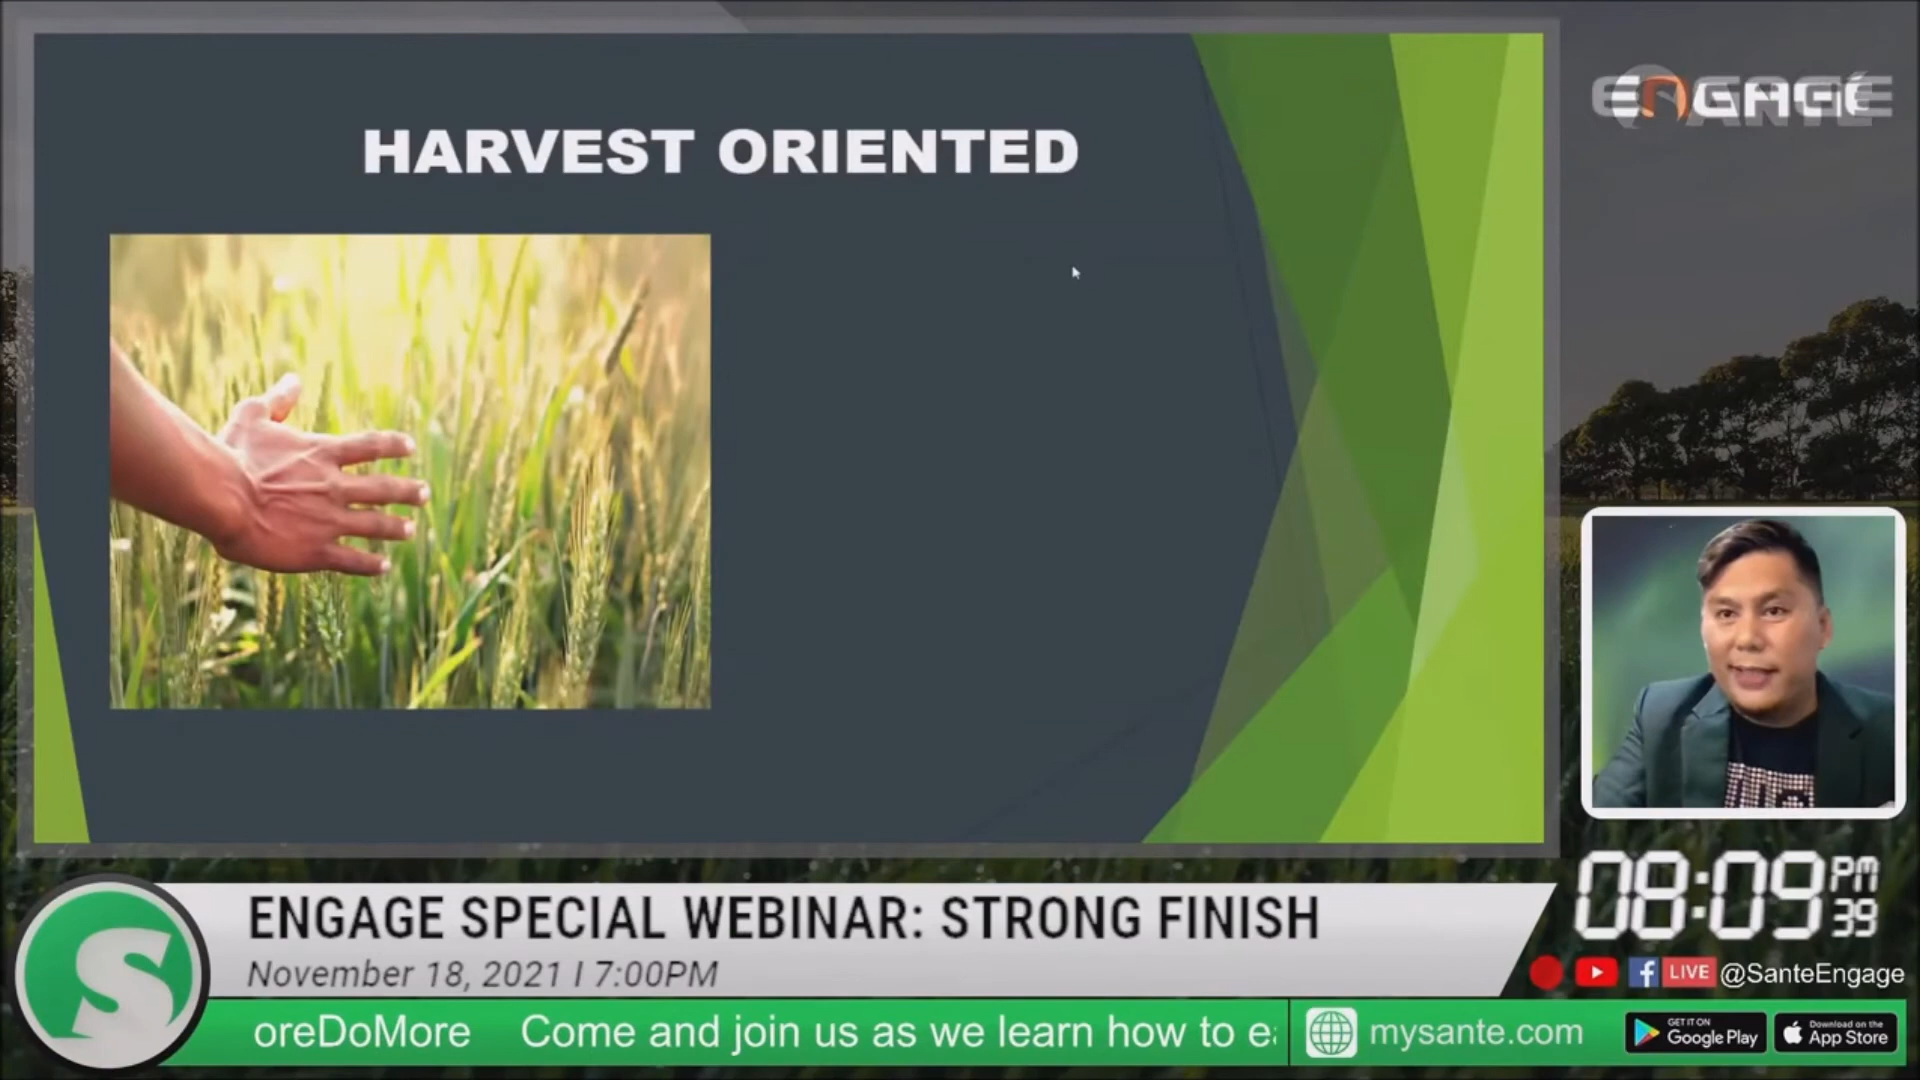 HARVEST ORIENTED
ENGAGE
ENGAGE SPECIAL WEBINAR: STRONG FINISH
November 18, 2021 I 7:00PM
08:09 PM 39
LIVE @SanteEngage
oreDoMore Come and join us as we learn how to ea
mysante.com
GET IT ON
Google Play
Download on the
App Store